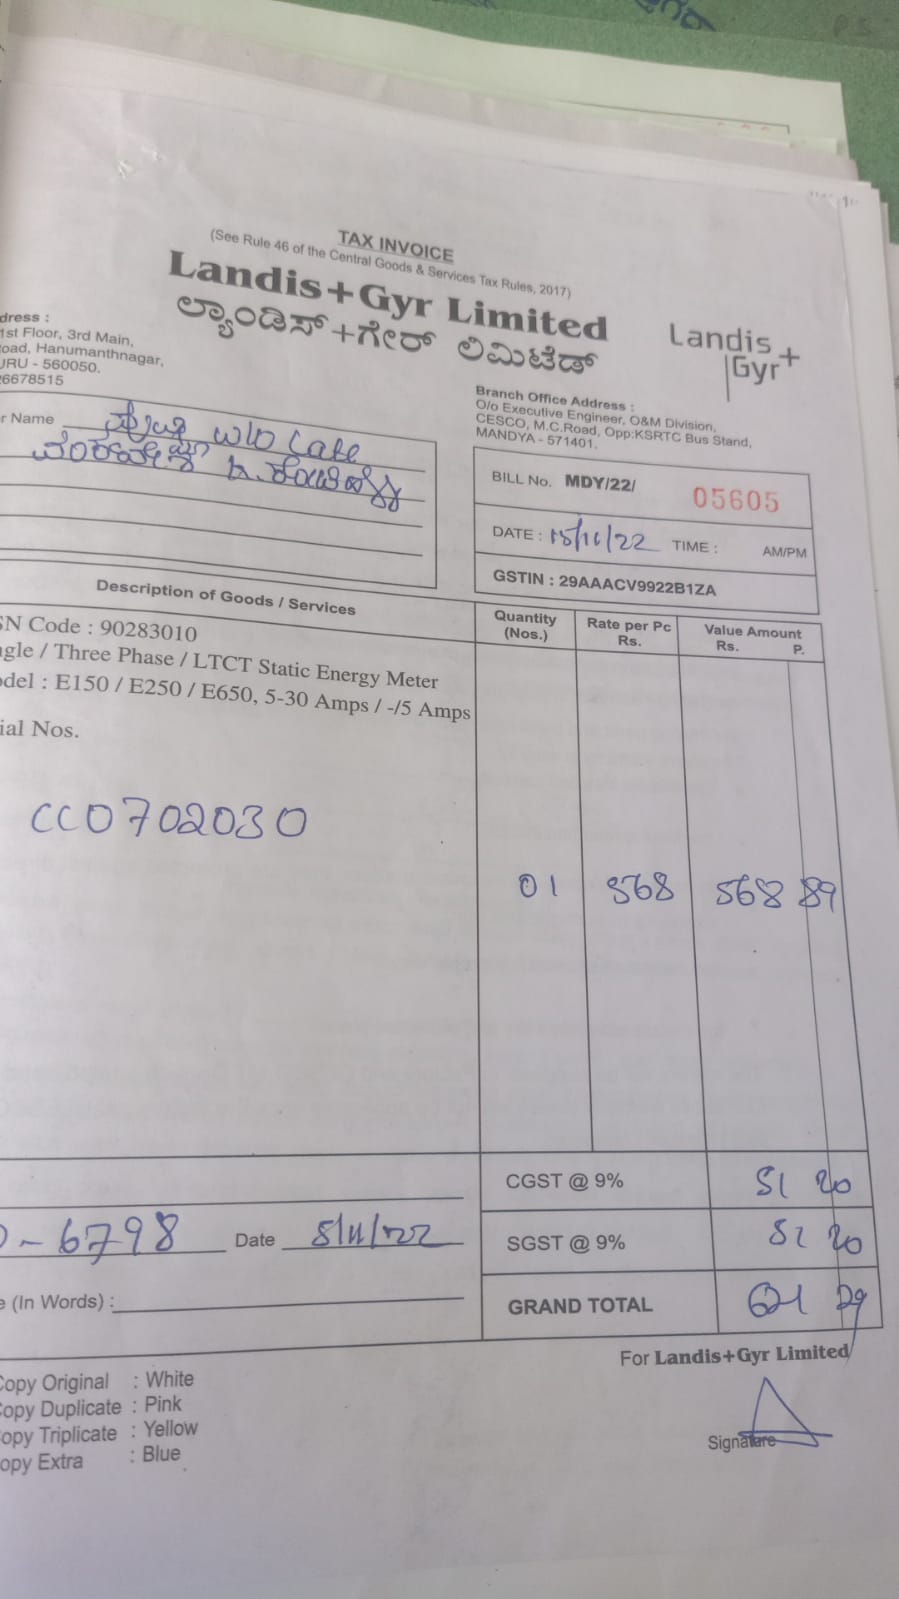 TAX INVOICE
(See Rule 46 of the Central Goods & Services Tax Rules, 2017)
Landis+Gyr Limited
ಲ್ಯಾಂಡಿಸ್+ಗೇರ್ ಲಿಮಿಟೆಡ್
Landis+
Gyr
dress :
1st Floor, 3rd Main,
oad, Hanumanthnagar,
URU - 560050.
26678515
Branch Office Address :
O/o Executive Engineer, O&M Division,
CESCO, M.C.Road, Opp:KSRTC Bus Stand,
MANDYA - 571401.
r Name W/O Late
BILL No. MDY/22/ 05605
DATE : 15/11/22 TIME : AM/PM
GSTIN : 29AAACV9922B1ZA
Description of Goods / Services
Quantity (Nos.)
Rate per Pc Rs.
Value Amount Rs. P.
SN Code : 90283010
ngle / Three Phase / LTCT Static Energy Meter
odel : E150 / E250 / E650, 5-30 Amps / -/5 Amps
ial Nos.
CC0702030
01 568 568 89
CGST @ 9% 51 20
SGST @ 9% 51 20
GRAND TOTAL 29
-6798 Date 5/11/22
e (In Words) :
For Landis+Gyr Limited
Signature
Copy Original : White
Copy Duplicate : Pink
opy Triplicate : Yellow
opy Extra : Blue